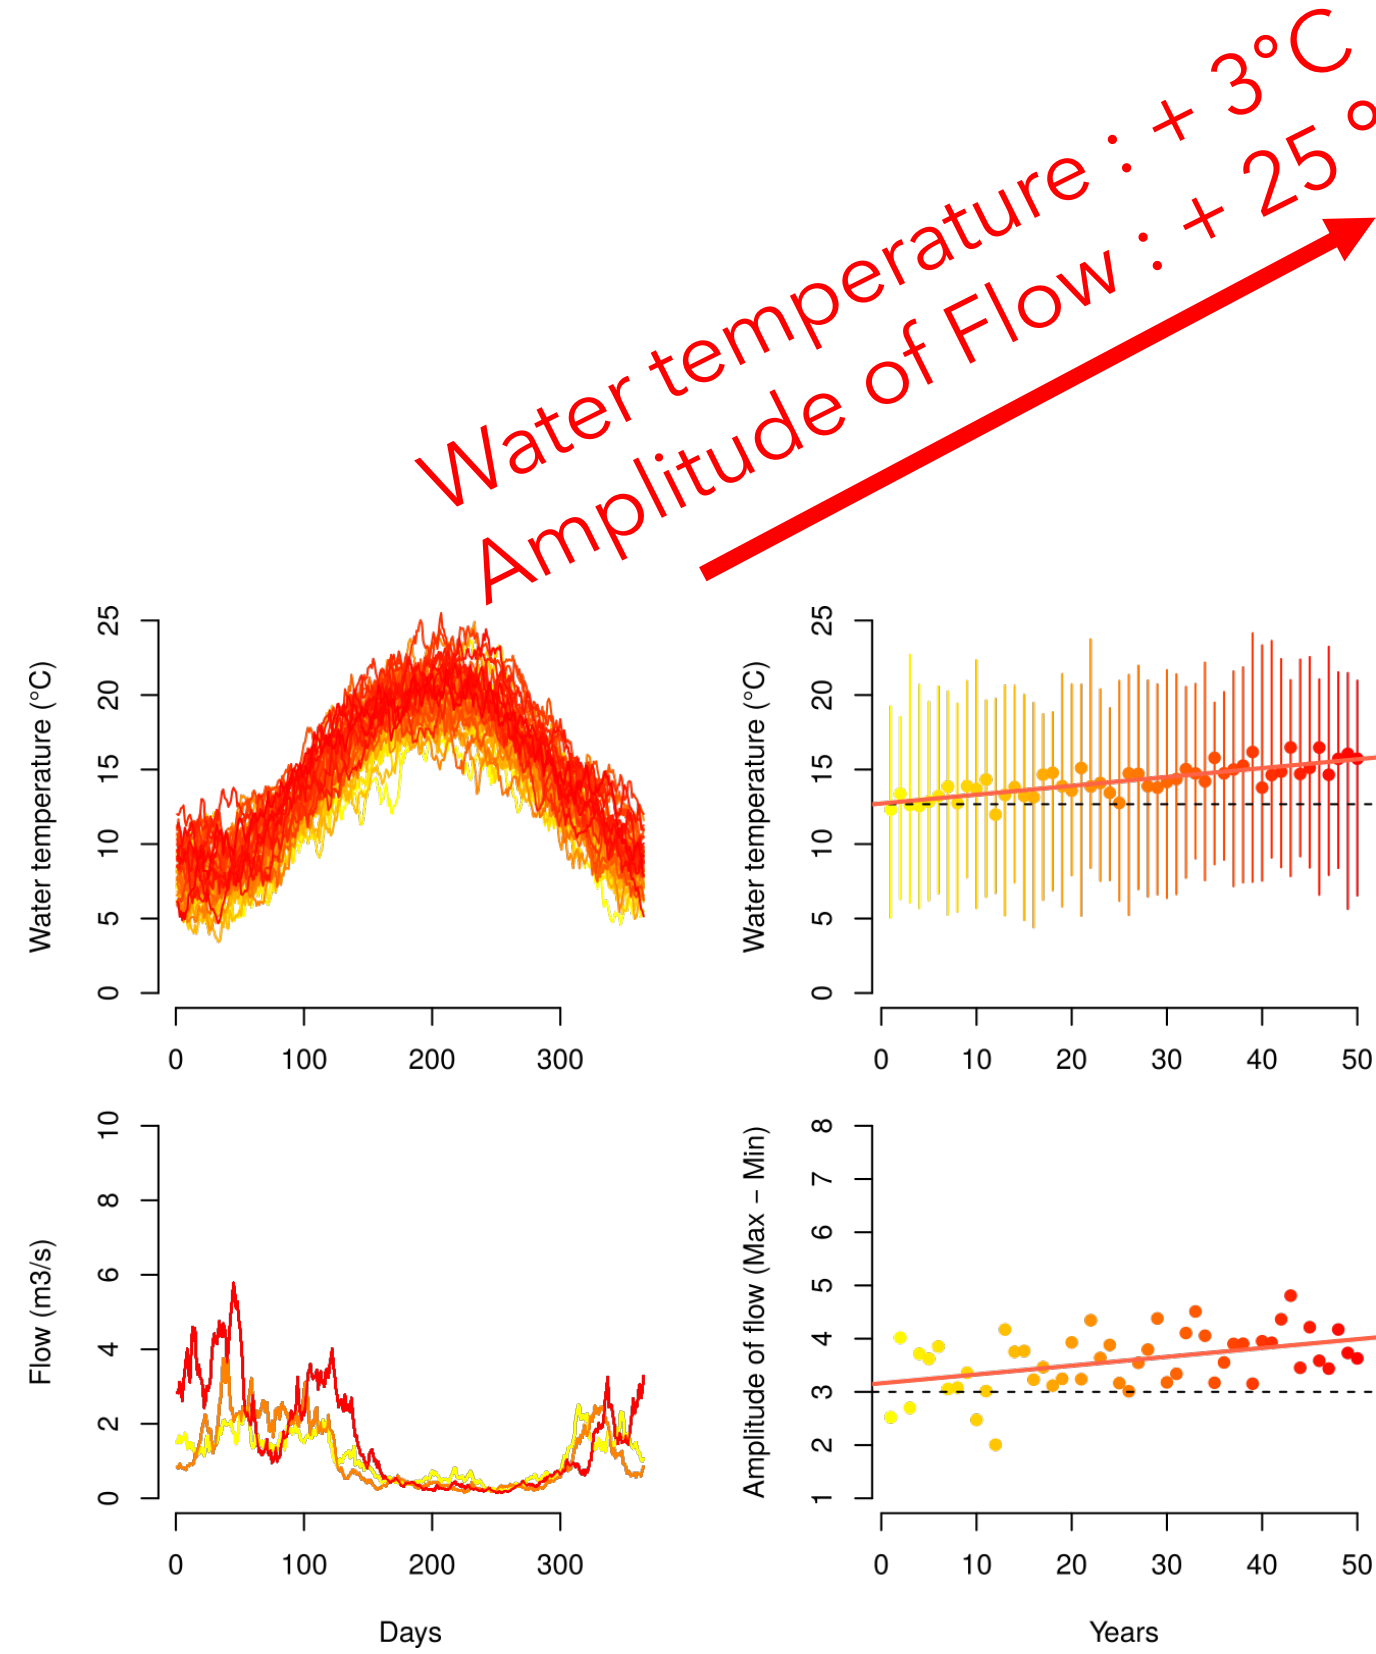 Water temperature : + 3°C
Amplitude of Flow : + 25 °
Water temperature (°C)
0 5 10 15 20 25
0 100 200 300
Water temperature (°C)
0 5 10 15 20 25
0 10 20 30 40 50
Flow (m3/s)
0 2 4 6 8 10
0 100 200 300
Days
Amplitude of flow (Max − Min)
1 2 3 4 5 6 7 8
0 10 20 30 40 50
Years